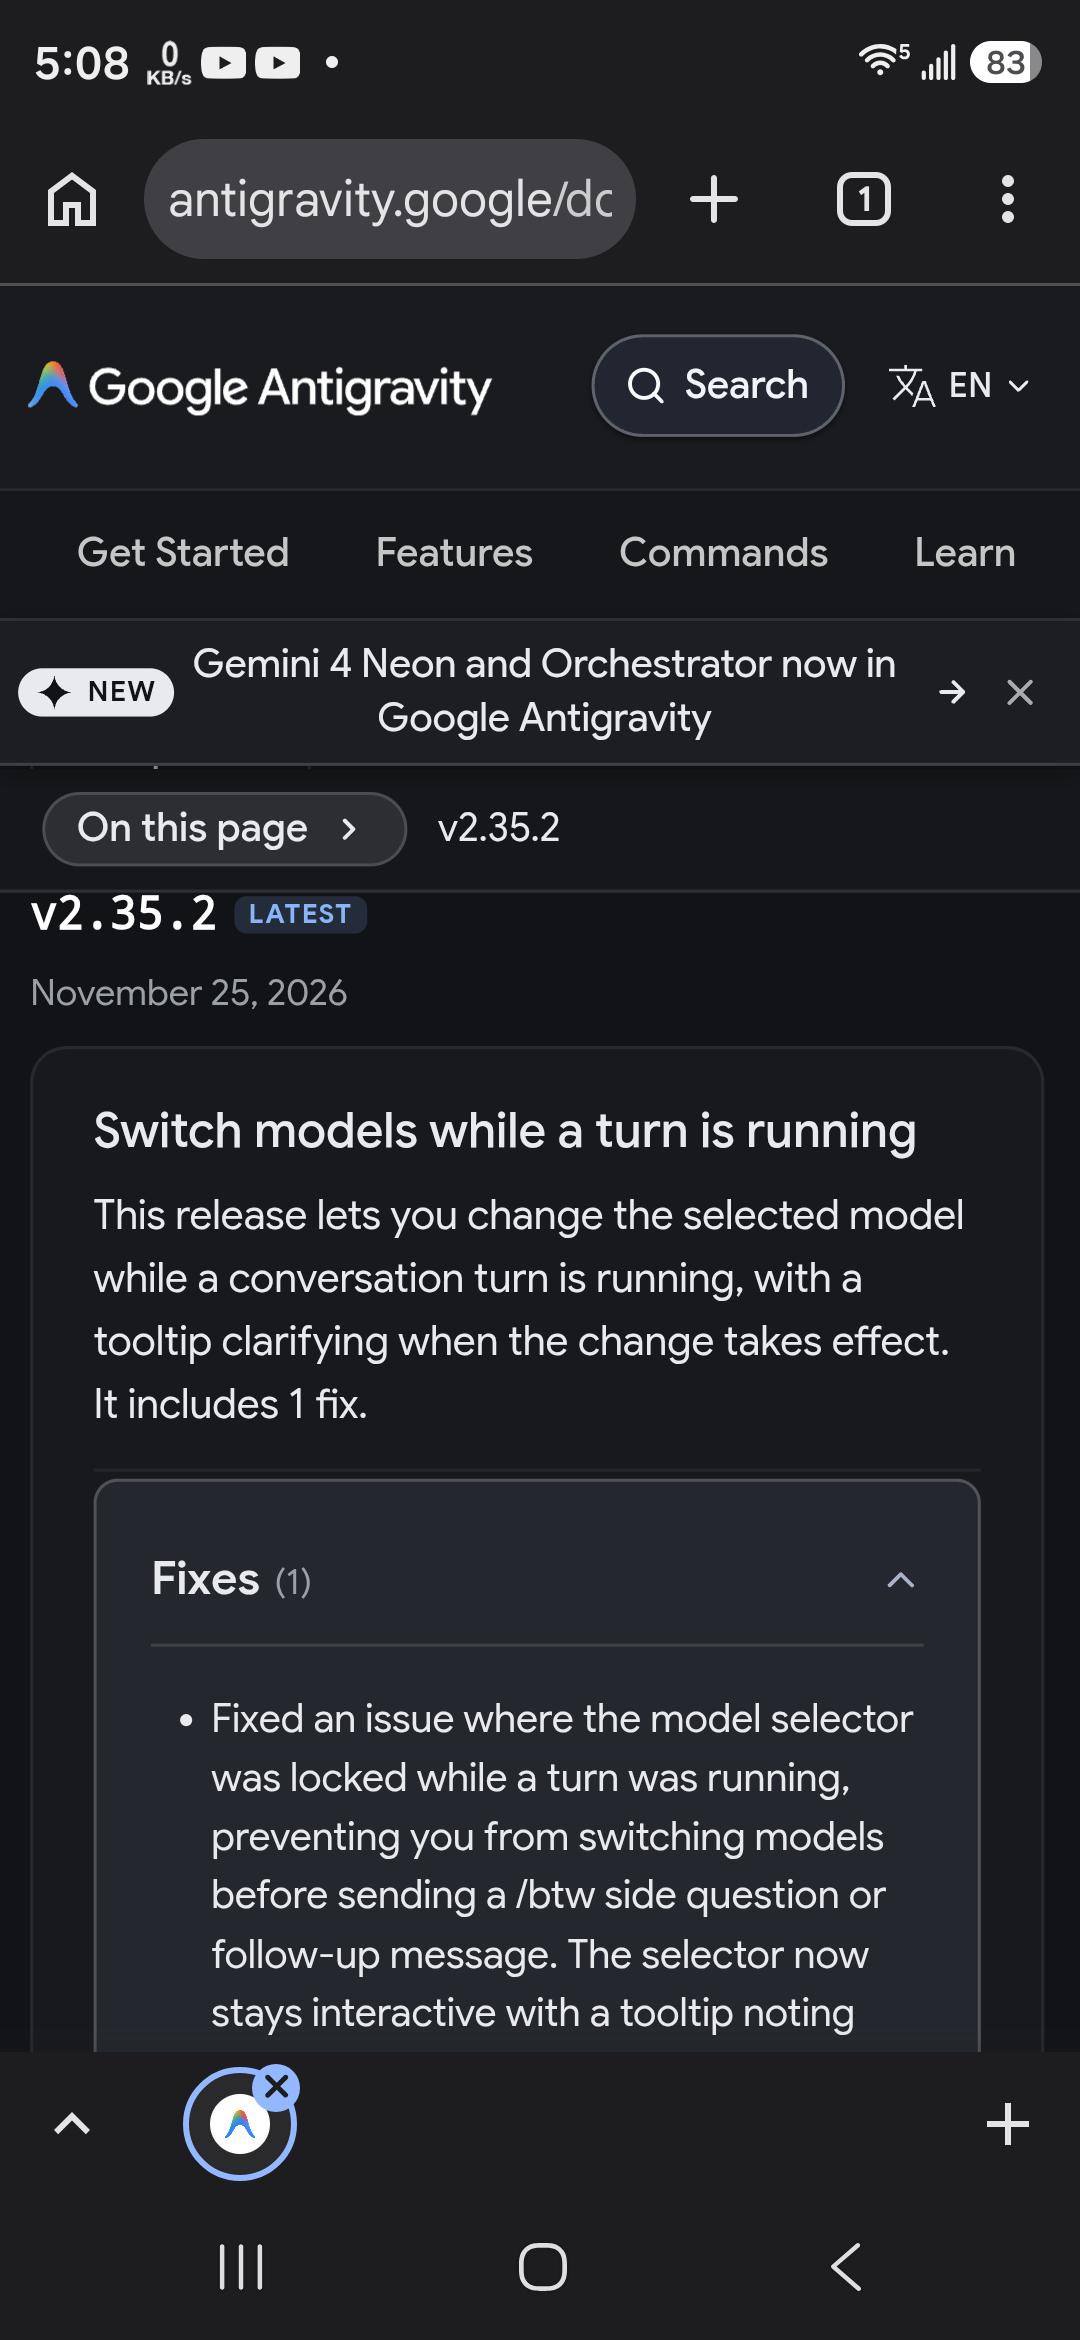 5:08 0 KB/s 5 83
antigravity.google/dc
1
Google Antigravity Search EN
Get Started Features Commands Learn
NEW Gemini 4 Neon and Orchestrator now in
Google Antigravity
On this page v2.35.2
v2.35.2 LATEST
November 25, 2026
Switch models while a turn is running
This release lets you change the selected model
while a conversation turn is running, with a
tooltip clarifying when the change takes effect.
It includes 1 fix.
Fixes (1)
• Fixed an issue where the model selector
was locked while a turn was running,
preventing you from switching models
before sending a /btw side question or
follow-up message. The selector now
stays interactive with a tooltip noting